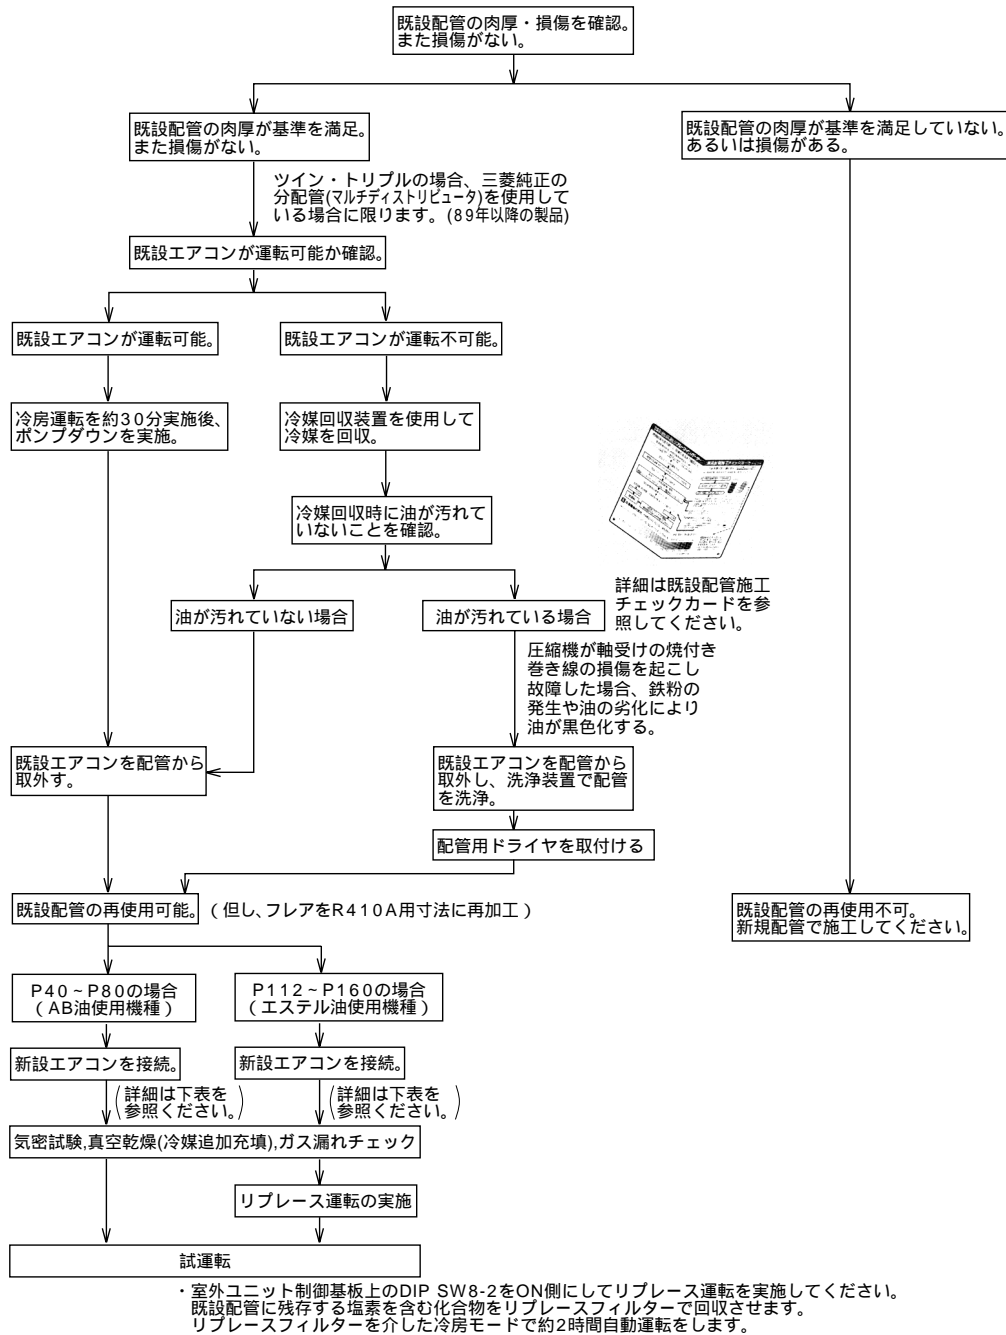 既設配管の肉厚・損傷を確認。
また損傷がない。
既設配管の肉厚が基準を満足。
また損傷がない。
既設配管の肉厚が基準を満足していない。
あるいは損傷がある。
ツイン・トリプルの場合、三菱純正の
分配管(マルチディストリビュータ)を使用して
いる場合に限ります。(89年以降の製品)
既設エアコンが運転可能か確認。
既設エアコンが運転可能。
既設エアコンが運転不可能。
冷房運転を約30分実施後、
ポンプダウンを実施。
冷媒回収装置を使用して
冷媒を回収。
冷媒回収時に油が汚れて
いないことを確認。
詳細は既設配管施工
チェックカードを参
照してください。
油が汚れていない場合
油が汚れている場合
圧縮機が軸受けの焼付き
巻き線の損傷を起こし
故障した場合、鉄粉の
発生や油の劣化により
油が黒色化する。
既設エアコンを配管から
取外す。
既設エアコンを配管から
取外し、洗浄装置で配管
を洗浄。
配管用ドライヤを取付ける
既設配管の再使用可能。
(但し、フレアをR410A用寸法に再加工)
既設配管の再使用不可。
新規配管で施工してください。
P40~P80の場合
(AB油使用機種)
P112~P160の場合
(エステル油使用機種)
新設エアコンを接続。
新設エアコンを接続。
(詳細は下表を
参照ください。)
(詳細は下表を
参照ください。)
気密試験,真空乾燥(冷媒追加充填),ガス漏れチェック
リプレース運転の実施
試運転
・室外ユニット制御基板上のDIP SW8-2をON側にしてリプレース運転を実施してください。
既設配管に残存する塩素を含む化合物をリプレースフィルターで回収させます。
リプレースフィルターを介した冷房モードで約2時間自動運転をします。